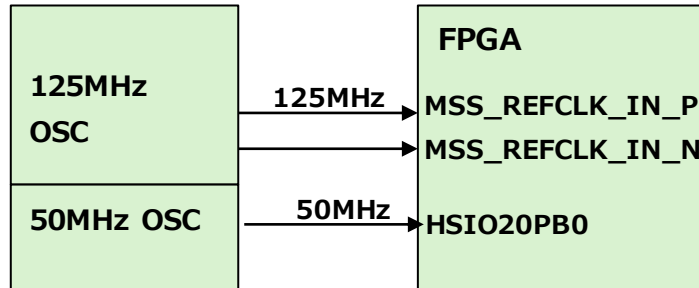 125MHz
OSC
50MHz OSC
125MHz
50MHz
FPGA
MSS_REFCLK_IN_P
MSS_REFCLK_IN_N
HSIO20PB0